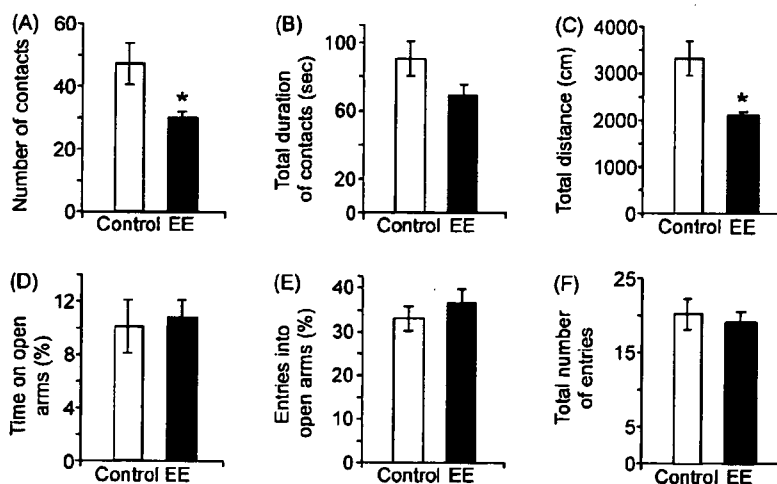 (A)
Number of contacts
60
40
20
0
*
Control EE
(B)
Total duration
of contacts (sec)
100
80
60
40
20
0
Control EE
(C)
Total distance (cm)
4000
3000
2000
1000
0
*
Control EE
(D)
Time on open
arms (%)
12
8
4
0
Control EE
(E)
Entries into
open arms (%)
40
30
20
10
0
Control EE
(F)
Total number
of entries
25
15
5
0
Control EE